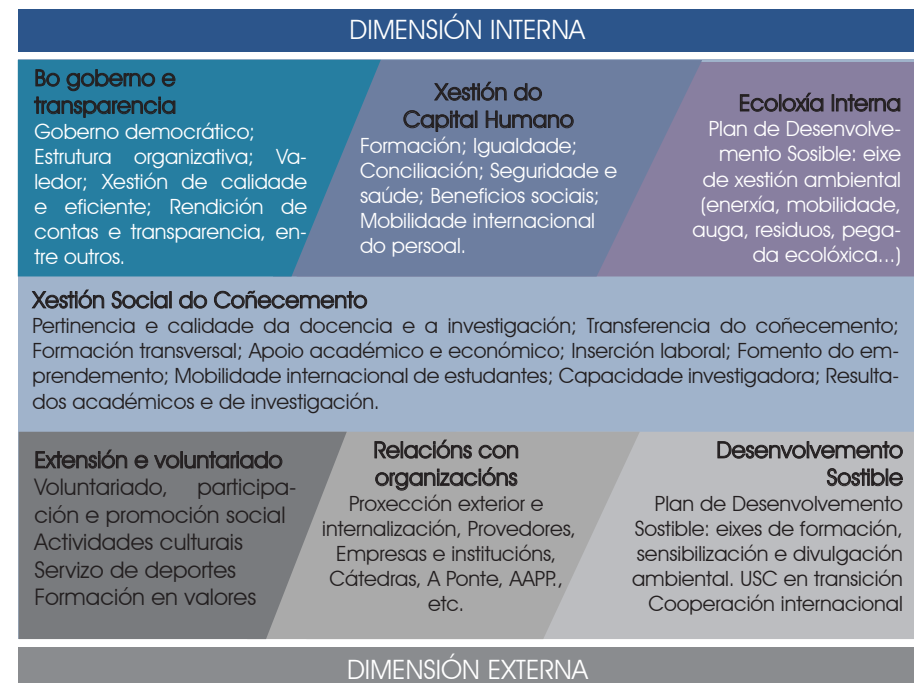 DIMENSIÓN INTERNA
Bo goberno e
transparencia
Goberno democrático;
Estrutura organizativa; Va-
ledor; Xestión de calidade
e eficiente; Rendición de
contas e transparencia, en-
tre outros.
Xestión do
Capital Humano
Formación; Igualdade;
Conciliación; Seguridade e
saúde; Beneficios sociais;
Mobilidade internacional
do persoal.
Ecoloxía Interna
Plan de Desenvolve-
mento Sosible: eixe
de xestión ambiental
(enerxía, mobilidade,
auga, residuos, pega-
da ecolóxica...)
Xestión Social do Coñecemento
Pertinencia e calidade da docencia e a investigación; Transferencia do coñecemento;
Formación transversal; Apoio académico e económico; Inserción laboral; Fomento do em-
prendemento; Mobilidade internacional de estudantes; Capacidade investigadora; Resulta-
dos académicos e de investigación.
Extensión e voluntariado
Voluntariado, participa-
ción e promoción social
Actividades culturais
Servizo de deportes
Formación en valores
Relacións con
organizacións
Proxección exterior e
internalización, Provedores,
Empresas e institucións,
Cátedras, A Ponte, AAPP.,
etc.
Desenvolvemento
Sostible
Plan de Desenvolvemento
Sostible: eixes de formación,
sensibilización e divulgación
ambiental. USC en transición
Cooperación internacional
DIMENSIÓN EXTERNA